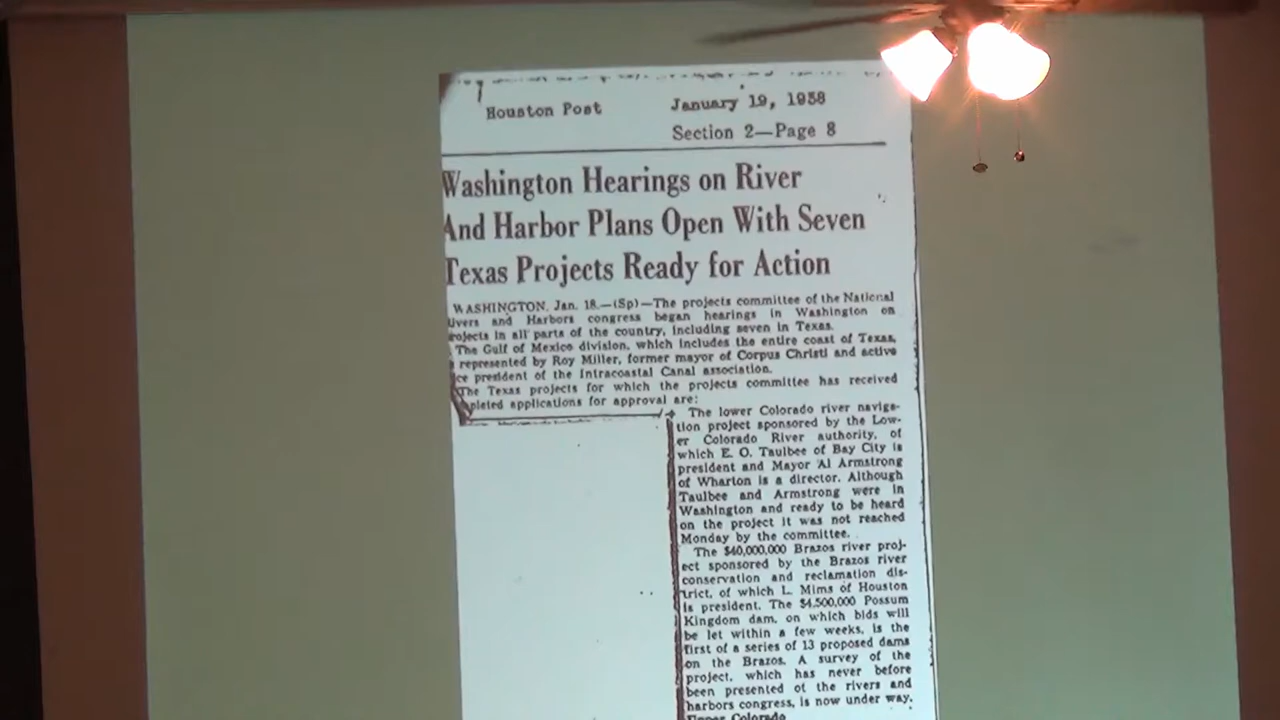 Houston Post
January 19, 1938
Section 2—Page 8
Washington Hearings on River
And Harbor Plans Open With Seven
Texas Projects Ready for Action
WASHINGTON, Jan. 18.—(Sp)—The projects committee of the National
ivers and Harbors congress began hearings in Washington on
rojects in all parts of the country, including seven in Texas.
The Gulf of Mexico division, which includes the entire coast of Texas,
represented by Roy Miller, former mayor of Corpus Christi and active
ce president of the Intracoastal Canal association.
The Texas projects for which the projects committee has received
pleted applications for approval are:
The lower Colorado river naviga-
tion project sponsored by the Low-
er Colorado River authority, of
which E. O. Taulbee of Bay City is
president and Mayor Al Armstrong
of Wharton is a director. Although
Taulbee and Armstrong were in
Washington and ready to be heard
on the project it was not reached
Monday by the committee.
The $40,000,000 Brazos river proj-
ect sponsored by the Brazos river
conservation and reclamation dis-
trict, of which L. Mims of Houston
is president. The $4,500,000 Possum
Kingdom dam, on which bids will
be let within a few weeks, is the
first of a series of 13 proposed dams
on the Brazos. A survey of the
project, which has never before
been presented ot the rivers and
harbors congress, is now under way.
Upper Colorado